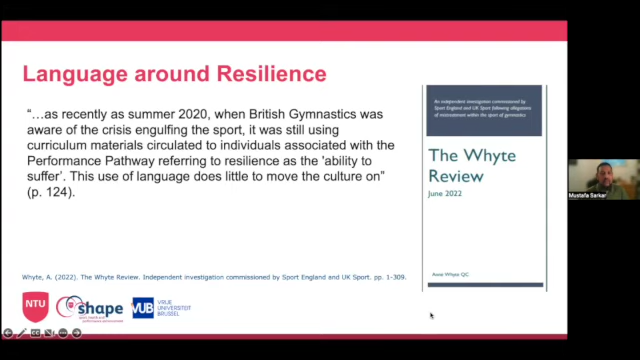 Language around Resilience
“…as recently as summer 2020, when British Gymnastics was
aware of the crisis engulfing the sport, it was still using
curriculum materials circulated to individuals associated with the
Performance Pathway referring to resilience as the 'ability to
suffer'. This use of language does little to move the culture on”
(p. 124).
An independent investigation commissioned by
Sport England and UK Sport following allegations
of mistreatment within the sport of gymnastics
The Whyte
Review
June 2022
Anne Whyte QC
Mustafa Sarkar
Whyte, A. (2022). The Whyte Review. Independent investigation commissioned by Sport England and UK Sport. pp. 1-309.
NTU
shape
VUB
VRIJE
UNIVERSITEIT
BRUSSEL
CC